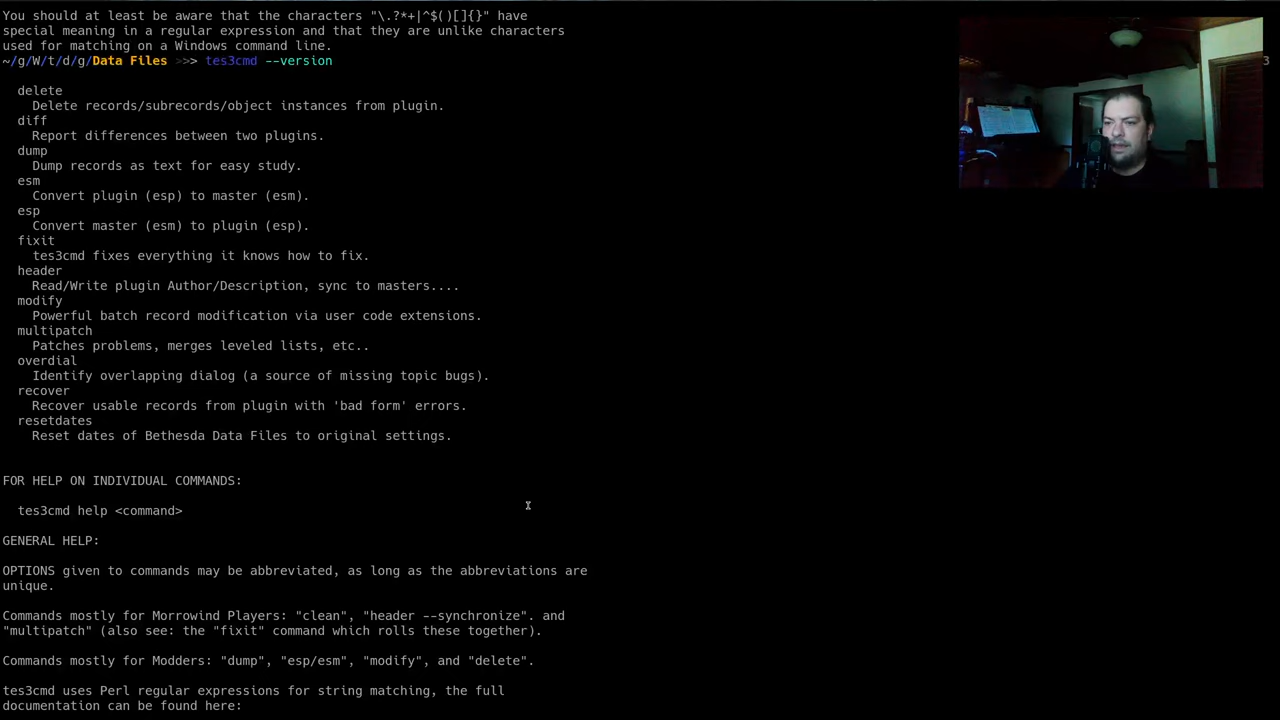 You should at least be aware that the characters "\.?*+|^$()[]{}" have
special meaning in a regular expression and that they are unlike characters
used for matching on a Windows command line.
~/g/W/t/d/g/Data Files >>> tes3cmd --version
3
delete
Delete records/subrecords/object instances from plugin.
diff
Report differences between two plugins.
dump
Dump records as text for easy study.
esm
Convert plugin (esp) to master (esm).
esp
Convert master (esm) to plugin (esp).
fixit
tes3cmd fixes everything it knows how to fix.
header
Read/Write plugin Author/Description, sync to masters....
modify
Powerful batch record modification via user code extensions.
multipatch
Patches problems, merges leveled lists, etc..
overdial
Identify overlapping dialog (a source of missing topic bugs).
recover
Recover usable records from plugin with 'bad form' errors.
resetdates
Reset dates of Bethesda Data Files to original settings.
FOR HELP ON INDIVIDUAL COMMANDS:
tes3cmd help <command>
GENERAL HELP:
OPTIONS given to commands may be abbreviated, as long as the abbreviations are
unique.
Commands mostly for Morrowind Players: "clean", "header --synchronize". and
"multipatch" (also see: the "fixit" command which rolls these together).
Commands mostly for Modders: "dump", "esp/esm", "modify", and "delete".
tes3cmd uses Perl regular expressions for string matching, the full
documentation can be found here: